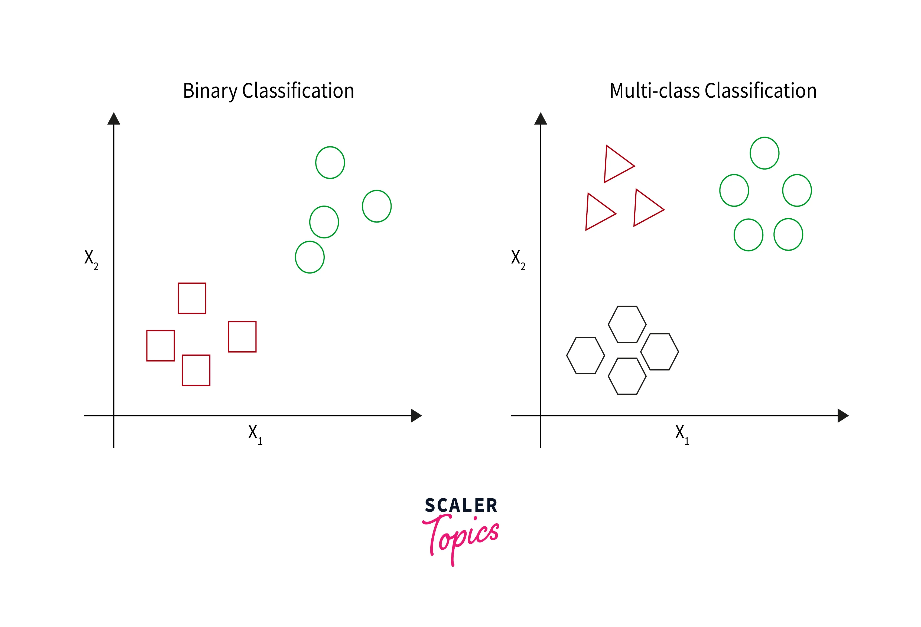 Binary Classification
Multi-class Classification
X₂
X₂
X₁
X₁
SCALER
Topics